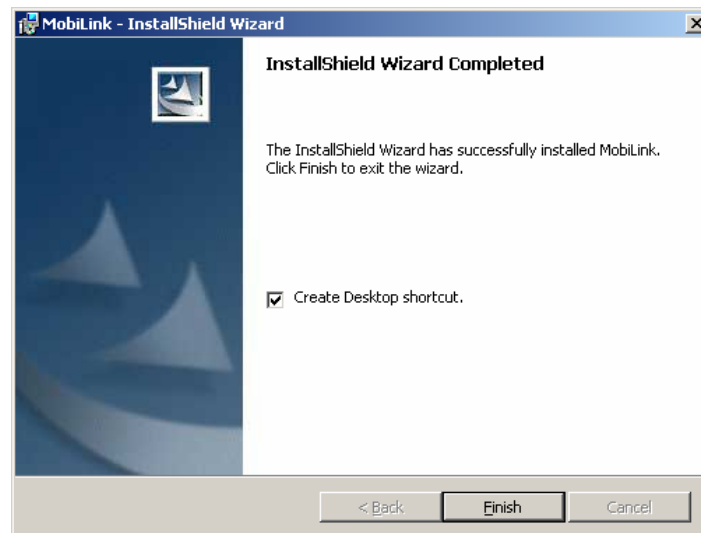 MobiLink - InstallShield Wizard
InstallShield Wizard Completed
The InstallShield Wizard has successfully installed MobiLink.
Click Finish to exit the wizard.
Create Desktop shortcut.
< Back
Finish
Cancel